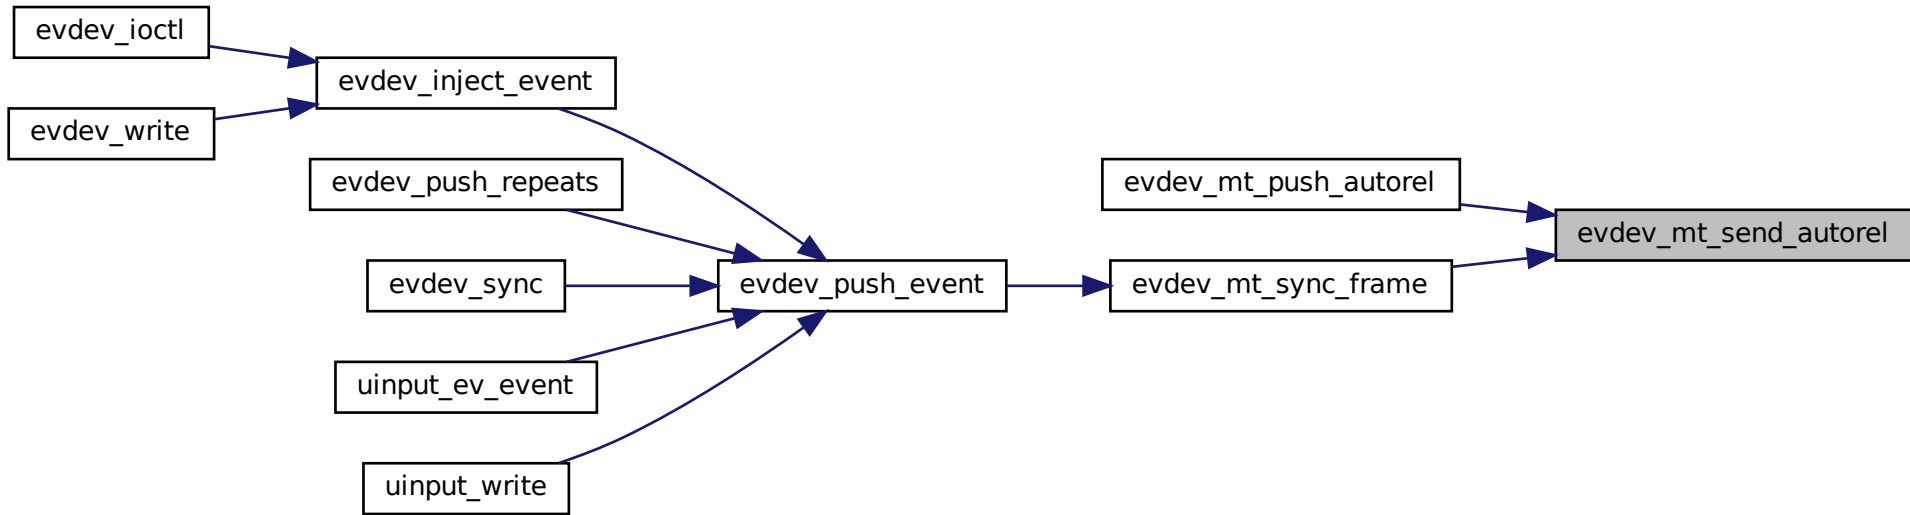 evdev_ioctl
evdev_inject_event
evdev_write
evdev_push_repeats
evdev_mt_push_autorel
evdev_mt_send_autorel
evdev_sync
evdev_push_event
evdev_mt_sync_frame
uinput_ev_event
uinput_write